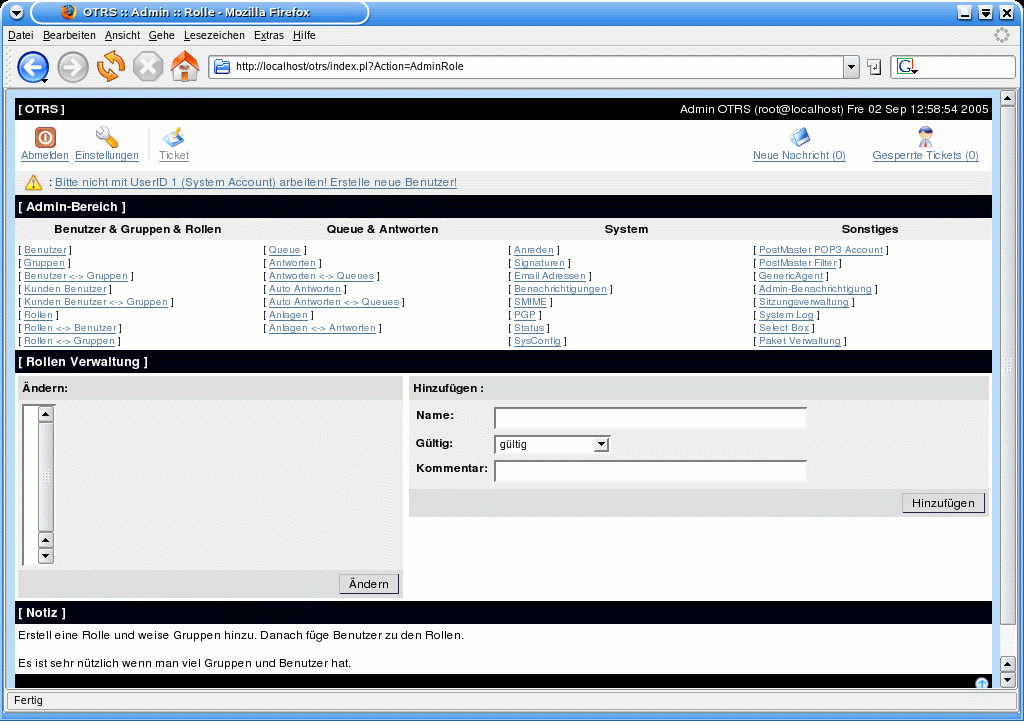 OTRS :: Admin :: Rolle - Mozilla Firefox
Datei Bearbeiten Ansicht Gehe Lesezeichen Extras Hilfe
http://localhost/otrs/index.pl?Action=AdminRole
G
[ OTRS ] Admin OTRS (root@localhost) Fre 02 Sep 12:58:54 2005
Abmelden Einstellungen Ticket Neue Nachricht (0) Gesperrte Tickets (0)
: Bitte nicht mit UserID 1 (System Account) arbeiten! Erstelle neue Benutzer!
[ Admin-Bereich ]
Benutzer & Gruppen & Rollen Queue & Antworten System Sonstiges
[ Benutzer ] [ Queue ] [ Anreden ] [ PostMaster POP3 Account ]
[ Gruppen ] [ Antworten ] [ Signaturen ] [ PostMaster Filter ]
[ Benutzer <-> Gruppen ] [ Antworten <-> Queues ] [ Email Adressen ] [ GenericAgent ]
[ Kunden Benutzer ] [ Auto Antworten ] [ Benachrichtigungen ] [ Admin-Benachrichtigung ]
[ Kunden Benutzer <-> Gruppen ] [ Auto Antworten <-> Queues ] [ SMIME ] [ Sitzungsverwaltung ]
[ Rollen ] [ Anlagen ] [ PGP ] [ System Log ]
[ Rollen <-> Benutzer ] [ Anlagen <-> Antworten ] [ Status ] [ Select Box ]
[ Rollen <-> Gruppen ] [ SysConfig ] [ Paket Verwaltung ]
[ Rollen Verwaltung ]
Ändern: Hinzufügen :
Name:
Gültig: gültig
Kommentar:
Hinzufügen
Ändern
[ Notiz ]
Erstell eine Rolle und weise Gruppen hinzu. Danach füge Benutzer zu den Rollen.
Es ist sehr nützlich wenn man viel Gruppen und Benutzer hat.
Fertig